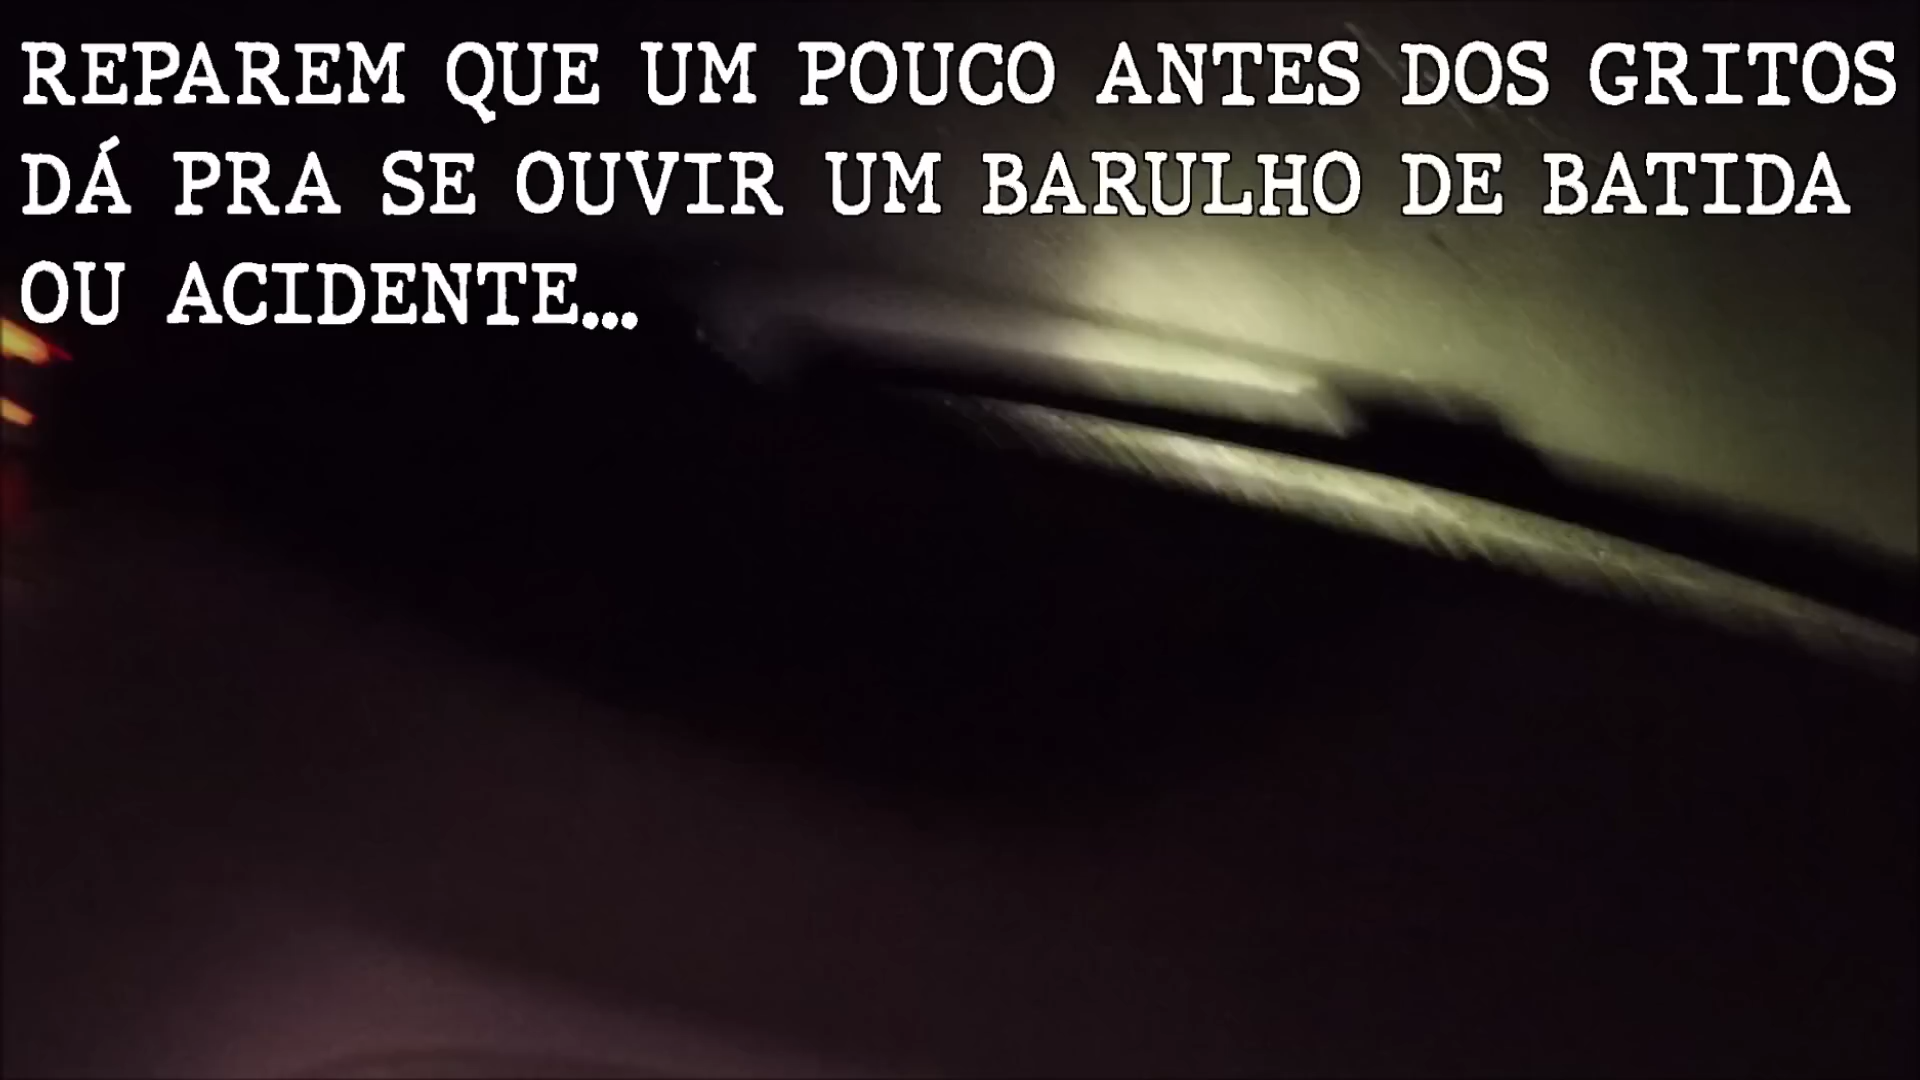 REPAREM QUE UM POUCO ANTES DOS GRITOS
DÁ PRA SE OUVIR UM BARULHO DE BATIDA
OU ACIDENTE...